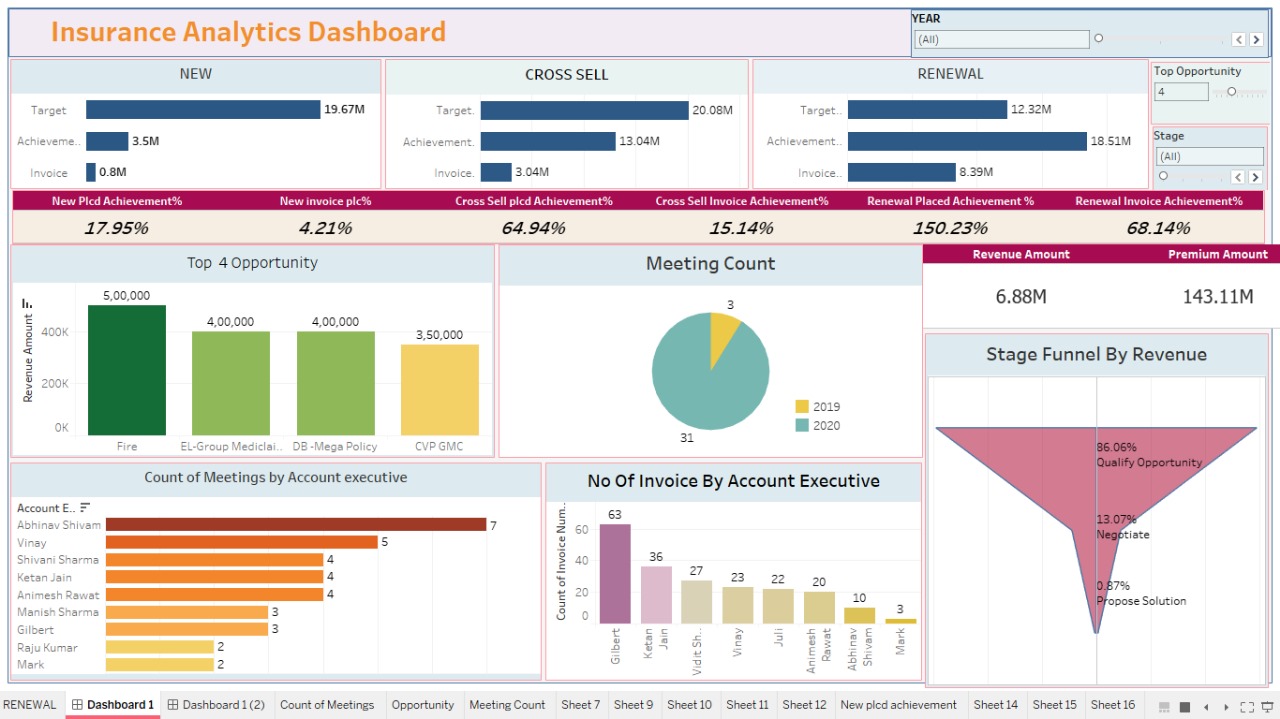 Insurance Analytics Dashboard
YEAR
(All)
NEW
Target 19.67M
Achieveme.. 3.5M
Invoice 0.8M
CROSS SELL
Target. 20.08M
Achievement. 13.04M
Invoice. 3.04M
RENEWAL
Target.. 12.32M
Achievement.. 18.51M
Invoice.. 8.39M
Top Opportunity
4
Stage
(All)
New Plcd Achievement% New invoice plc% Cross Sell plcd Achievement% Cross Sell Invoice Achievement% Renewal Placed Achievement % Renewal Invoice Achievement%
17.95% 4.21% 64.94% 15.14% 150.23% 68.14%
Top 4 Opportunity
Revenue Amount
400K
200K
0K
5,00,000
4,00,000
4,00,000
3,50,000
Fire EL-Group Mediclai.. DB -Mega Policy CVP GMC
Meeting Count
3
31
2019
2020
Revenue Amount Premium Amount
6.88M 143.11M
Stage Funnel By Revenue
86.06%
Qualify Opportunity
13.07%
Negotiate
0.87%
Propose Solution
Count of Meetings by Account executive
Account E..
Abhinav Shivam 7
Vinay 5
Shivani Sharma 4
Ketan Jain 4
Animesh Rawat 4
Manish Sharma 3
Gilbert 3
Raju Kumar 2
Mark 2
No Of Invoice By Account Executive
Count of Invoice Num..
60
40
20
0
63 36 27 23 22 20 10 3
Gilbert
Ketan Jain
Vidit Sh..
Vinay
Juli
Animesh Rawat
Abhinav Shivam
Mark
RENEWAL Dashboard 1 Dashboard 1 (2) Count of Meetings Opportunity Meeting Count Sheet 7 Sheet 9 Sheet 10 Sheet 11 Sheet 12 New plcd achievement Sheet 14 Sheet 15 Sheet 16